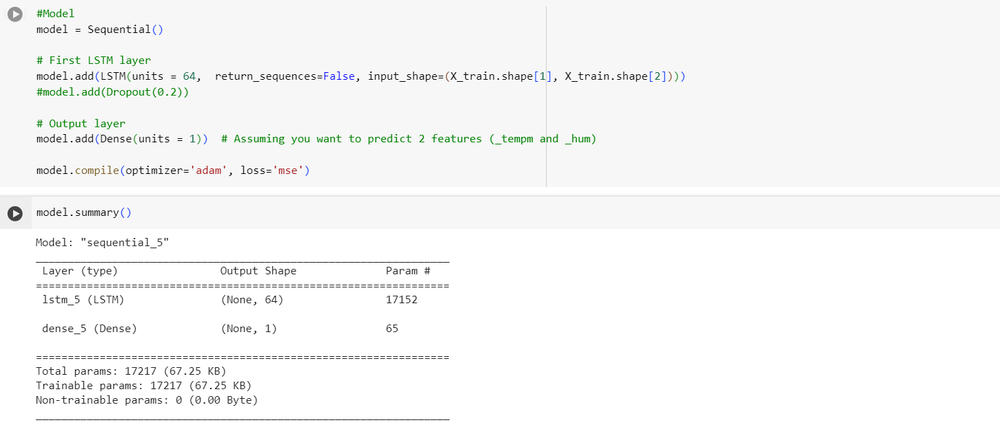 #Model
model = Sequential()
# First LSTM layer
model.add(LSTM(units = 64,  return_sequences=False, input_shape=(X_train.shape[1], X_train.shape[2])))
#model.add(Dropout(0.2))
# Output layer
model.add(Dense(units = 1))  # Assuming you want to predict 2 features (_tempm and _hum)
model.compile(optimizer='adam', loss='mse')
model.summary()
Model: "sequential_5"
_________________________________________________________________
Layer (type)                Output Shape              Param #
=================================================================
lstm_5 (LSTM)               (None, 64)                17152
dense_5 (Dense)             (None, 1)                 65
=================================================================
Total params: 17217 (67.25 KB)
Trainable params: 17217 (67.25 KB)
Non-trainable params: 0 (0.00 Byte)
_________________________________________________________________